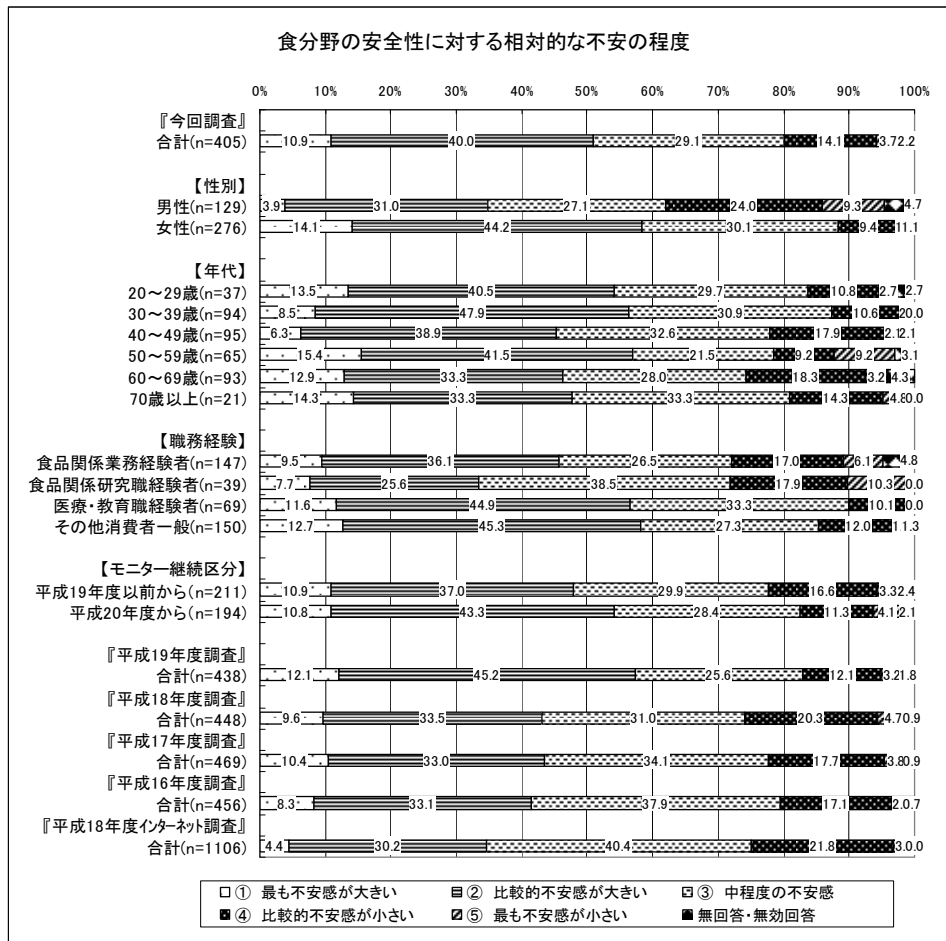 食分野の安全性に対する相対的な不安の程度
0% 10% 20% 30% 40% 50% 60% 70% 80% 90% 100%
『今回調査』
合計(n=405) 10.9 40.0 29.1 14.1 3.7 2.2
【性別】
男性(n=129) 3.9 31.0 27.1 24.0 9.3 4.7
女性(n=276) 14.1 44.2 30.1 9.4 1.1 1.1
【年代】
20～29歳(n=37) 13.5 40.5 29.7 10.8 2.7 2.7
30～39歳(n=94) 8.5 47.9 30.9 10.6 2 0.0
40～49歳(n=95) 6.3 38.9 32.6 17.9 2.1 2.1
50～59歳(n=65) 15.4 41.5 21.5 9.2 9.2 3.1
60～69歳(n=93) 12.9 33.3 28.0 18.3 3.2 4.3
70歳以上(n=21) 14.3 33.3 33.3 14.3 4.8 0.0
【職務経験】
食品関係業務経験者(n=147) 9.5 36.1 26.5 17.0 6.1 4.8
食品関係研究職経験者(n=39) 7.7 25.6 38.5 17.9 10.3 0.0
医療・教育職経験者(n=69) 11.6 44.9 33.3 10.1 0.0
その他消費者一般(n=150) 12.7 45.3 27.3 12.0 1 1.3
【モニター継続区分】
平成19年度以前から(n=211) 10.9 37.0 29.9 16.6 3.3 2.4
平成20年度から(n=194) 10.8 43.3 28.4 11.3 4.1 2.1
『平成19年度調査』
合計(n=438) 12.1 45.2 25.6 12.1 3.2 1.8
『平成18年度調査』
合計(n=448) 9.6 33.5 31.0 20.3 4.7 0.9
『平成17年度調査』
合計(n=469) 10.4 33.0 34.1 17.7 3.8 0.9
『平成16年度調査』
合計(n=456) 8.3 33.1 37.9 17.1 2.0.7
『平成18年度インターネット調査』
合計(n=1106) 4.4 30.2 40.4 21.8 3.0.0
① 最も不安感が大きい ② 比較的不安感が大きい ③ 中程度の不安感
④ 比較的不安感が小さい ⑤ 最も不安感が小さい 無回答・無効回答